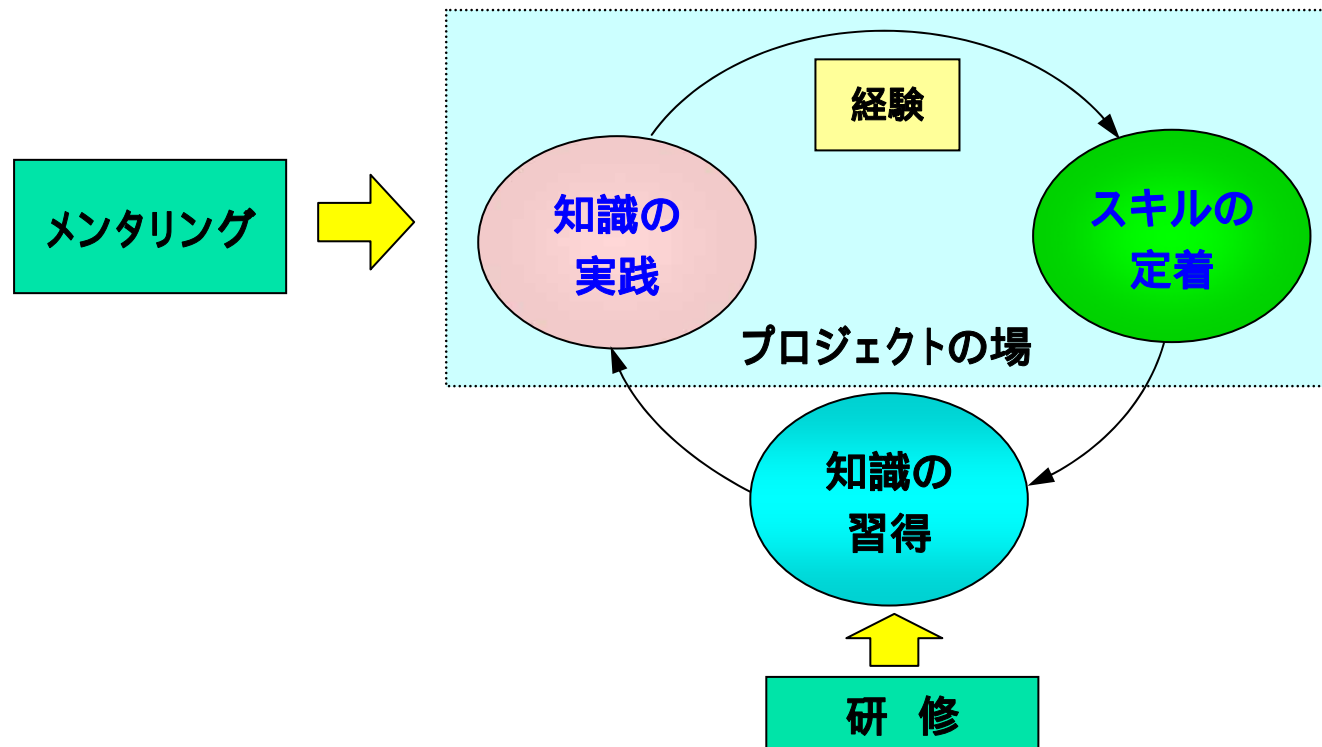 経験
メンタリング
知識の
実践
スキルの
定着
プロジェクトの場
知識の
習得
研 修